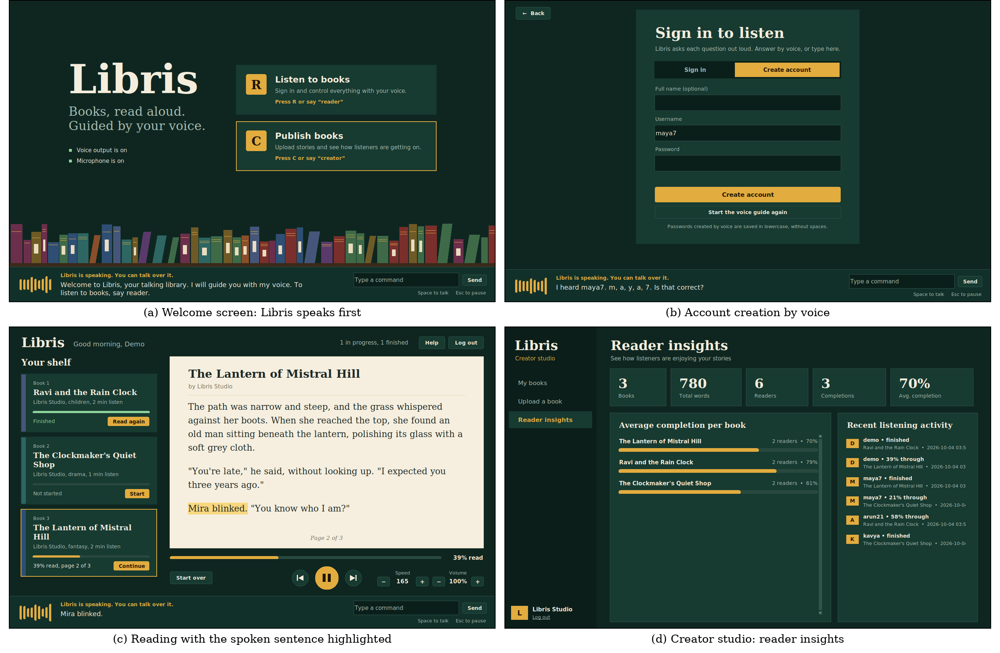 Libris
Books, read aloud.
Guided by your voice.
Voice output is on
Microphone is on
R
Listen to books
Sign in and control everything with your voice.
Press R or say “reader”
C
Publish books
Upload stories and see how listeners are getting on.
Press C or say “creator”
Libris is speaking. You can talk over it.
Welcome to Libris, your talking library. I will guide you with my voice. To
listen to books, say reader.
Type a command
Send
Space to talk
Esc to pause
(a) Welcome screen: Libris speaks first
← Back
Sign in to listen
Libris asks each question out loud. Answer by voice, or type here.
Sign in
Create account
Full name (optional)
Username
maya7
Password
Create account
Start the voice guide again
Passwords created by voice are saved in lowercase, without spaces.
Libris is speaking. You can talk over it.
I heard maya7. m, a, y, a, 7. Is that correct?
Type a command
Send
Space to talk
Esc to pause
(b) Account creation by voice
Libris
Good morning, Demo
1 in progress, 1 finished
Help
Log out
Your shelf
Book 1
Ravi and the Rain Clock
Libris Studio, children, 2 min listen
Finished
Read again
Book 2
The Clockmaker's Quiet
Shop
Libris Studio, drama, 1 min listen
Not started
Start
Book 3
The Lantern of Mistral
Hill
Libris Studio, fantasy, 2 min listen
39% read, page 2 of 3
Continue
The Lantern of Mistral Hill
by Libris Studio
The path was narrow and steep, and the grass whispered
against her boots. When she reached the top, she found an
old man sitting beneath the lantern, polishing its glass with a
soft grey cloth.
"You're late," he said, without looking up. "I expected you
three years ago."
Mira blinked. "You know who I am?"
Page 2 of 3
39% read
Start over
Speed
− 165 +
Volume
− 100% +
Libris is speaking. You can talk over it.
Mira blinked.
Type a command
Send
Space to talk
Esc to pause
(c) Reading with the spoken sentence highlighted
Libris
Creator studio
My books
Upload a book
Reader insights
L
Libris Studio
Log out
Reader insights
See how listeners are enjoying your stories
3
Books
780
Total words
6
Readers
3
Completions
70%
Avg. completion
Average completion per book
The Lantern of Mistral Hill
2 readers • 70%
Ravi and the Rain Clock
2 readers • 79%
The Clockmaker's Quiet Shop
2 readers • 61%
Recent listening activity
D
demo • finished
Ravi and the Rain Clock • 2026-10-04 03:5
D
demo • 39% through
The Lantern of Mistral Hill • 2026-10-04 03
M
maya7 • finished
The Lantern of Mistral Hill • 2026-10-04 03
M
maya7 • 21% through
The Clockmaker's Quiet Shop • 2026-10-04
A
arun21 • 58% through
Ravi and the Rain Clock • 2026-10-04 03:5
K
kavya • finished
The Clockmaker's Quiet Shop • 2026-10-04
(d) Creator studio: reader insights